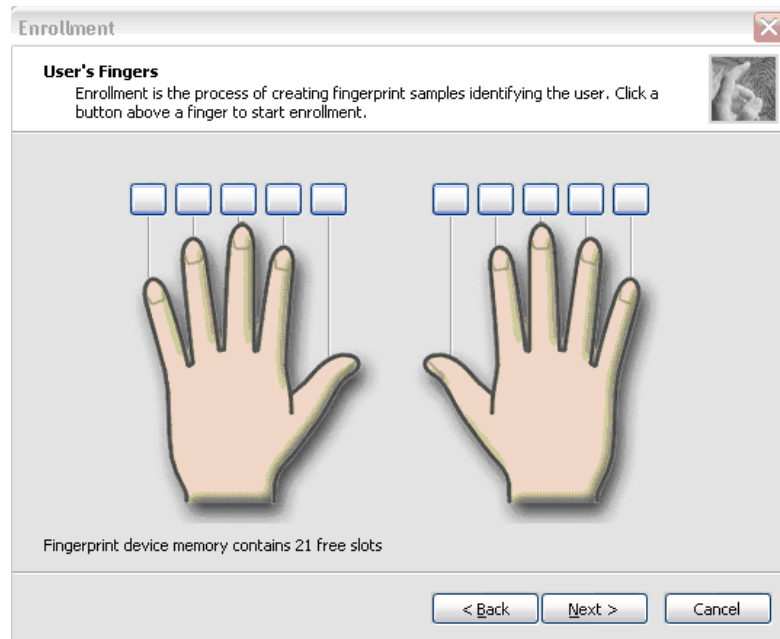 Enrollment
User's Fingers
Enrollment is the process of creating fingerprint samples identifying the user. Click a
button above a finger to start enrollment.
Fingerprint device memory contains 21 free slots
< Back
Next >
Cancel